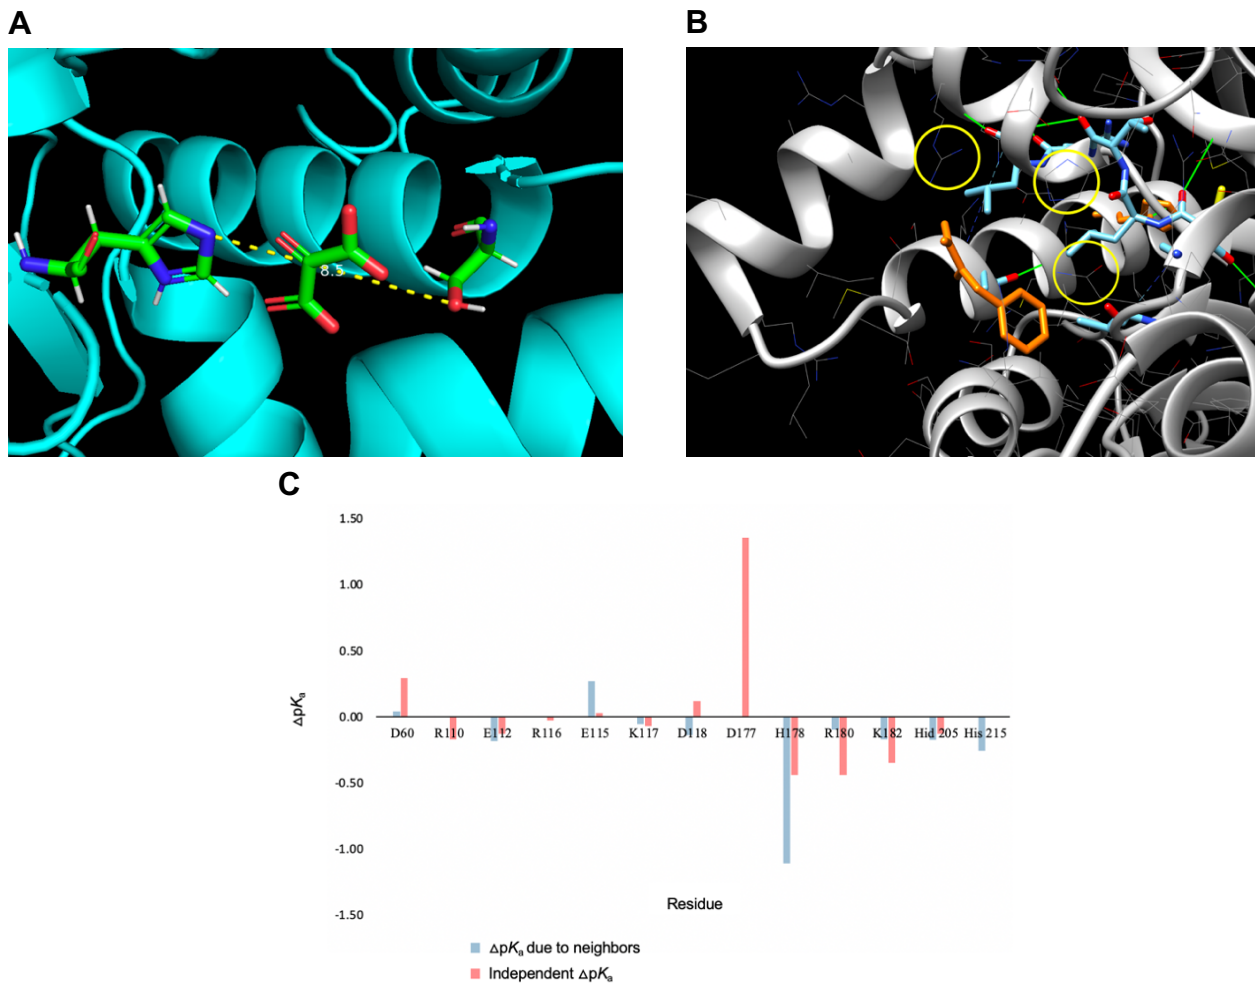 A
B
8.5
C
1.50
1.00
0.50
0.00
-0.50
-1.00
-1.50
ΔpKa
D60 R110 E112 R116 E115 K117 D118 D177 H178 R180 K182 Hid 205 His 215
Residue
ΔpKa due to neighbors
Independent ΔpKa